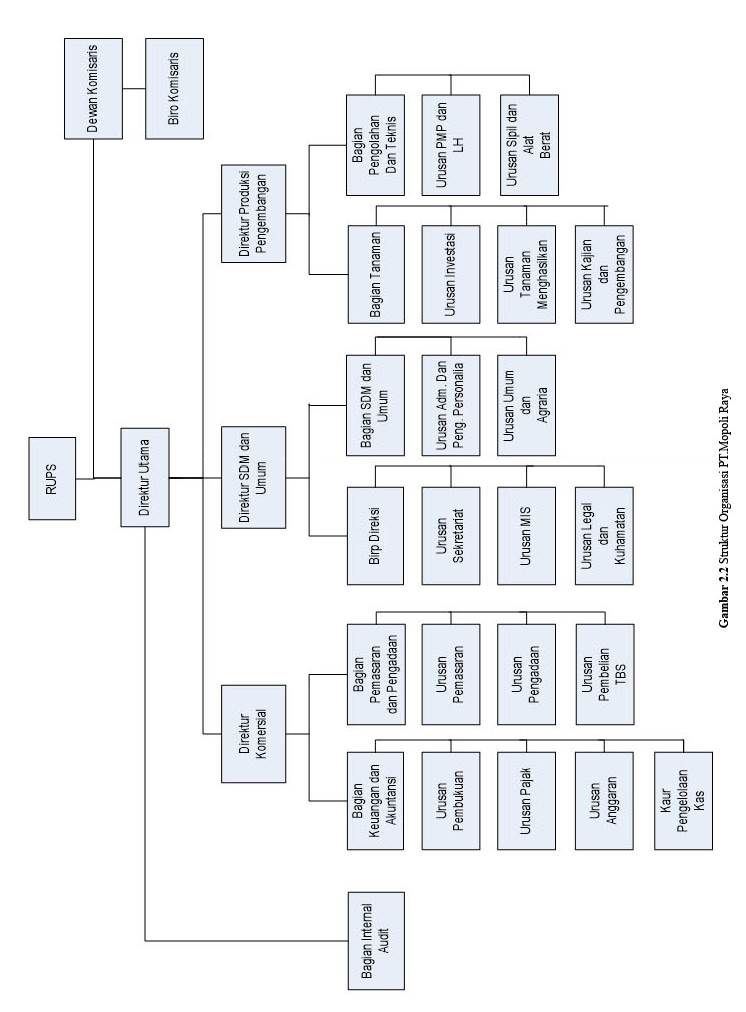 RUPS
Dewan Komisaris
Direktur Utama
Biro Komisaris
Direktur
Komersial
Direktur SDM dan
Umum
Direktur Produksi
Pengembangan
Bagian Internal
Audit
Bagian
Keuangan dan
Akuntansi
Bagian
Pemasaran
dan Pengadaan
Birp Direksi
Bagian SDM dan
Umum
Bagian Tanaman
Bagian
Pengolahan
Dan Teknis
Urusan
Pembukuan
Urusan
Pemasaran
Urusan
Sekretariat
Urusan Adm. Dan
Peng. Personalia
Urusan Investasi
Urusan PMP dan
LH
Urusan Pajak
Urusan
Pengadaan
Urusan MIS
Urusan Umum
dan
Agraria
Urusan
Tanaman
Menghasilkan
Urusan Sipil dan
Alat
Berat
Urusan
Anggaran
Urusan
Pembelian
TBS
Urusan Legal
dan
Kuhamatan
Urusan Kajian
dan
Pengembangan
Kaur
Pengelolaan
Kas
Gambar 2.2 Struktur Organisasi PT.Mopoli Raya